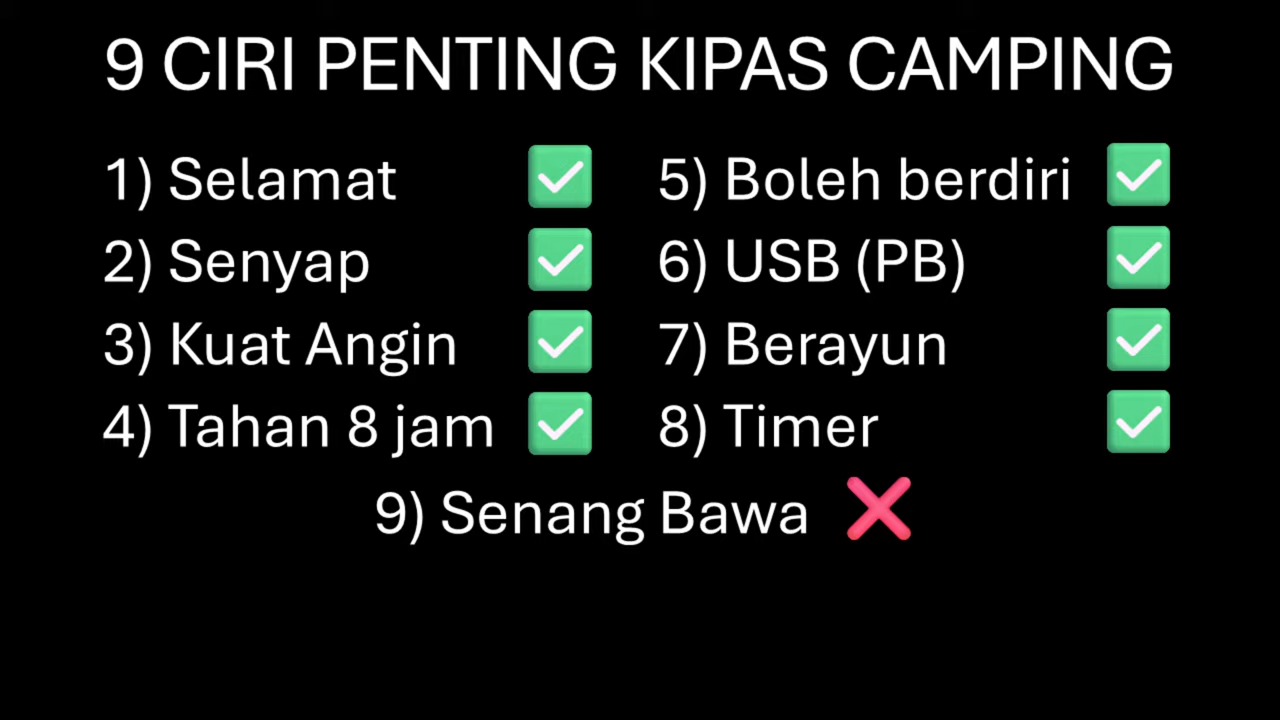 9 CIRI PENTING KIPAS CAMPING
1) Selamat ✅
2) Senyap ✅
3) Kuat Angin ✅
4) Tahan 8 jam ✅
5) Boleh berdiri ✅
6) USB (PB) ✅
7) Berayun ✅
8) Timer ✅
9) Senang Bawa ❌